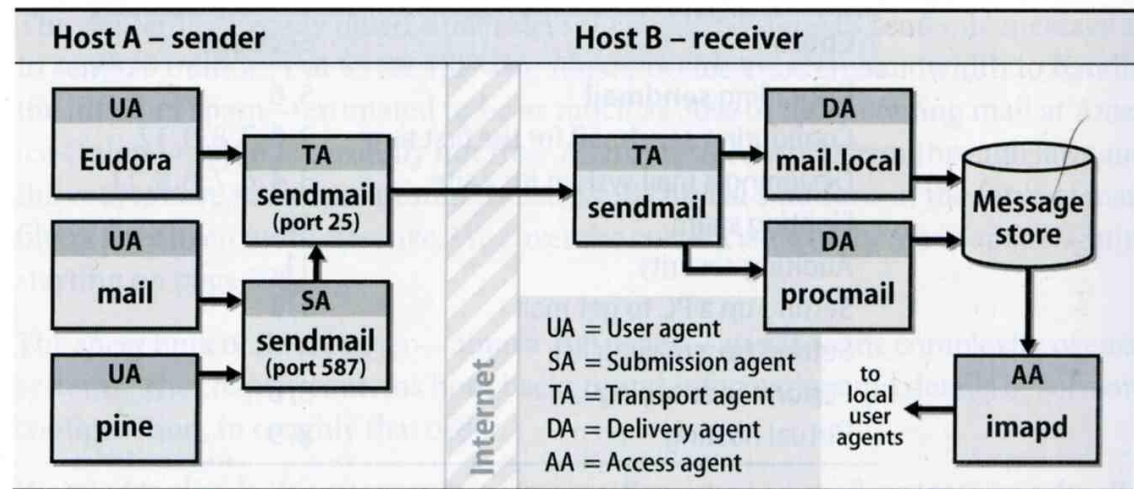 Host A – sender
Host B – receiver
UA
Eudora
UA
mail
UA
pine
TA
sendmail
(port 25)
SA
sendmail
(port 587)
Internet
TA
sendmail
DA
mail.local
DA
procmail
Message
store
UA = User agent
SA = Submission agent
TA = Transport agent
DA = Delivery agent
AA = Access agent
to
local
user
agents
AA
imapd